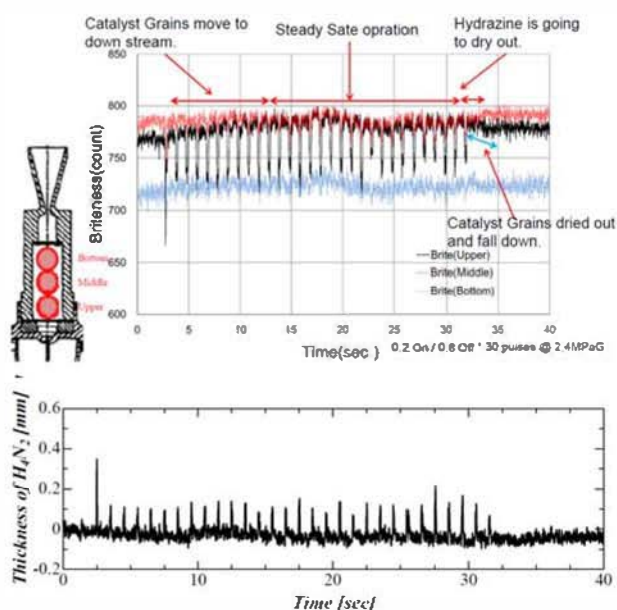 Catalyst Grains move to
down stream.
Steady Sate opration
Hydrazine is going
to dry out.
850
800
750
700
650
600
Briteness(count)
Bottom
Middle
Upper
Catalyst Grains dried out
and fall down.
Brite(Upper)
Brite(Middle)
Brite(Bottom)
0 5 10 15 20 25 30 35 40
Time(sec )
0.2 On / 0.8 Off * 30 pulses @ 2.4MPaG
Thickness of H₄N₂ [mm]
0.6
0.4
0.2
0
-0.2
0 10 20 30 40
Time [sec]